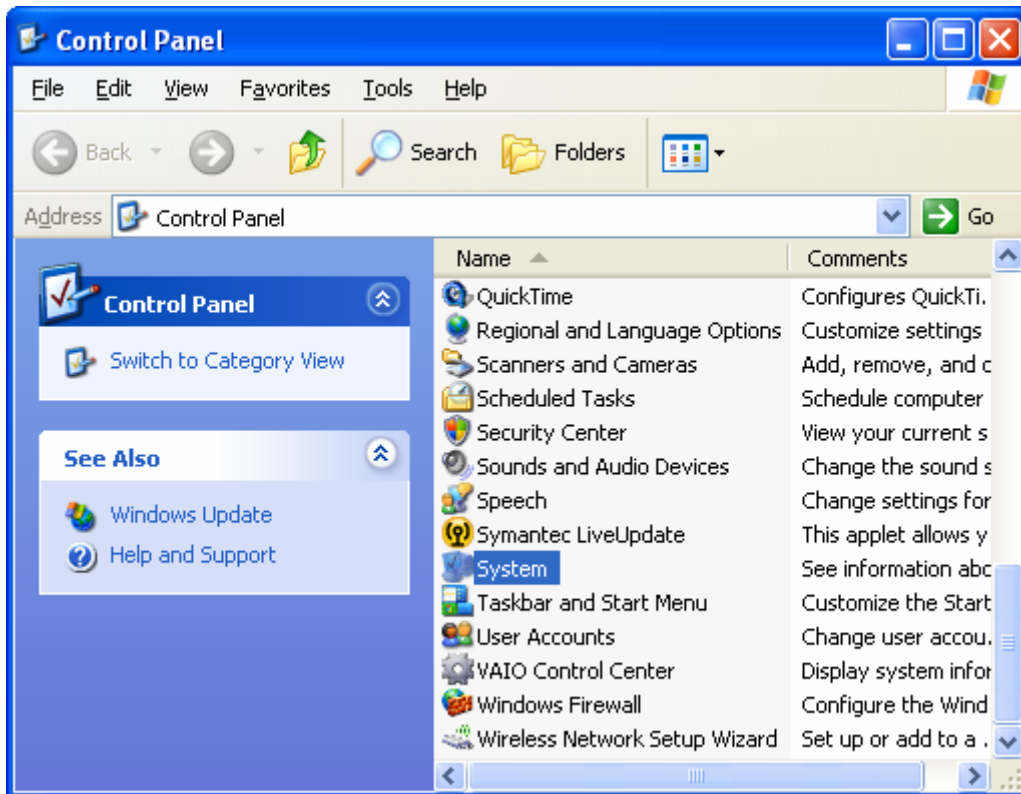 Control Panel
File Edit View Favorites Tools Help
Back Search Folders
Address Control Panel Go
Control Panel
Switch to Category View
See Also
Windows Update
Help and Support
Name Comments
QuickTime Configures QuickTi.
Regional and Language Options Customize settings
Scanners and Cameras Add, remove, and c
Scheduled Tasks Schedule computer
Security Center View your current s
Sounds and Audio Devices Change the sound s
Speech Change settings for
Symantec LiveUpdate This applet allows y
System See information abc
Taskbar and Start Menu Customize the Start
User Accounts Change user accou.
VAIO Control Center Display system infor
Windows Firewall Configure the Wind
Wireless Network Setup Wizard Set up or add to a .